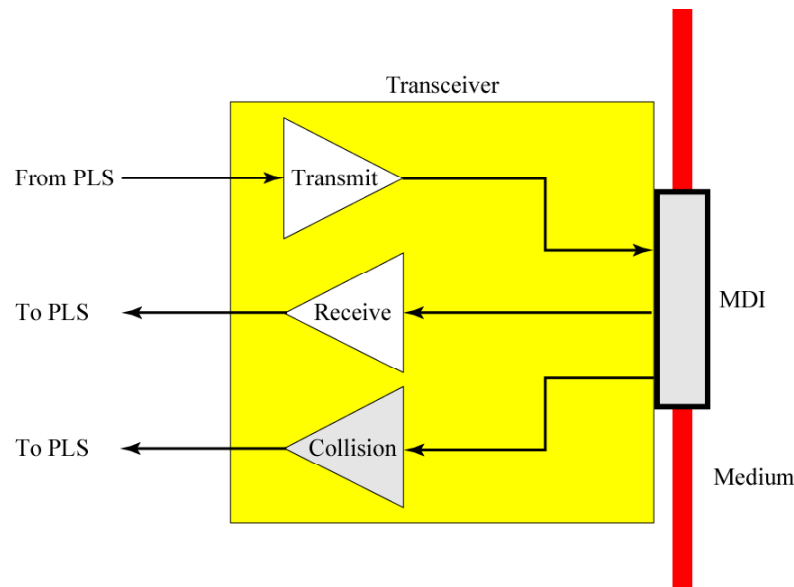 Transceiver
From PLS
Transmit
To PLS
Receive
MDI
To PLS
Collision
Medium